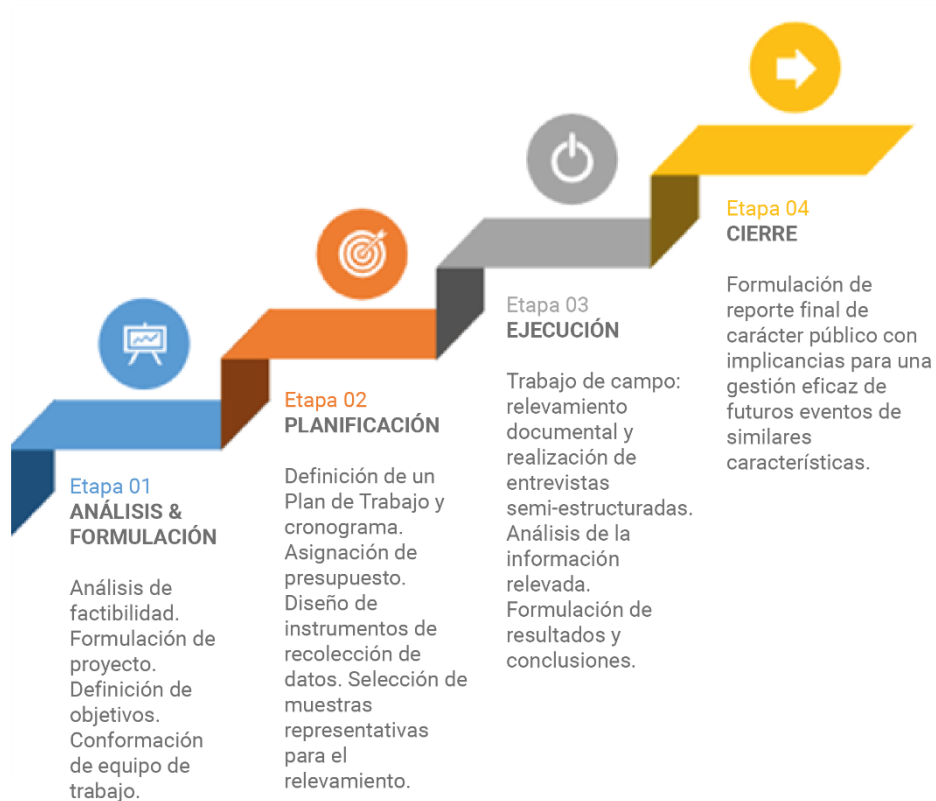 Etapa 01
ANÁLISIS &
FORMULACIÓN
Análisis de
factibilidad.
Formulación de
proyecto.
Definición de
objetivos.
Conformación
de equipo de
trabajo.
Etapa 02
PLANIFICACIÓN
Definición de un
Plan de Trabajo y
cronograma.
Asignación de
presupuesto.
Diseño de
instrumentos de
recolección de
datos. Selección de
muestras
representativas
para el
relevamiento.
Etapa 03
EJECUCIÓN
Trabajo de campo:
relevamiento
documental y
realización de
entrevistas
semi-estructuradas.
Análisis de la
información
relevada.
Formulación de
resultados y
conclusiones.
Etapa 04
CIERRE
Formulación de
reporte final de
carácter público con
implicancias para una
gestión eficaz de
futuros eventos de
similares
características.